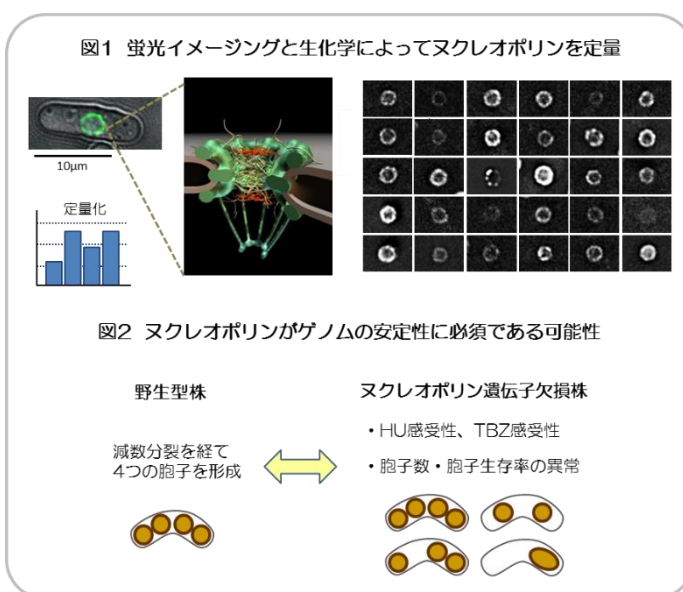 図1 蛍光イメージングと生化学によってヌクレオポリンを定量
10μm
定量化
図2 ヌクレオポリンがゲノムの安定性に必須である可能性
野生型株
減数分裂を経て
4つの胞子を形成
ヌクレオポリン遺伝子欠損株
・HU感受性、TBZ感受性
・胞子数・胞子生存率の異常